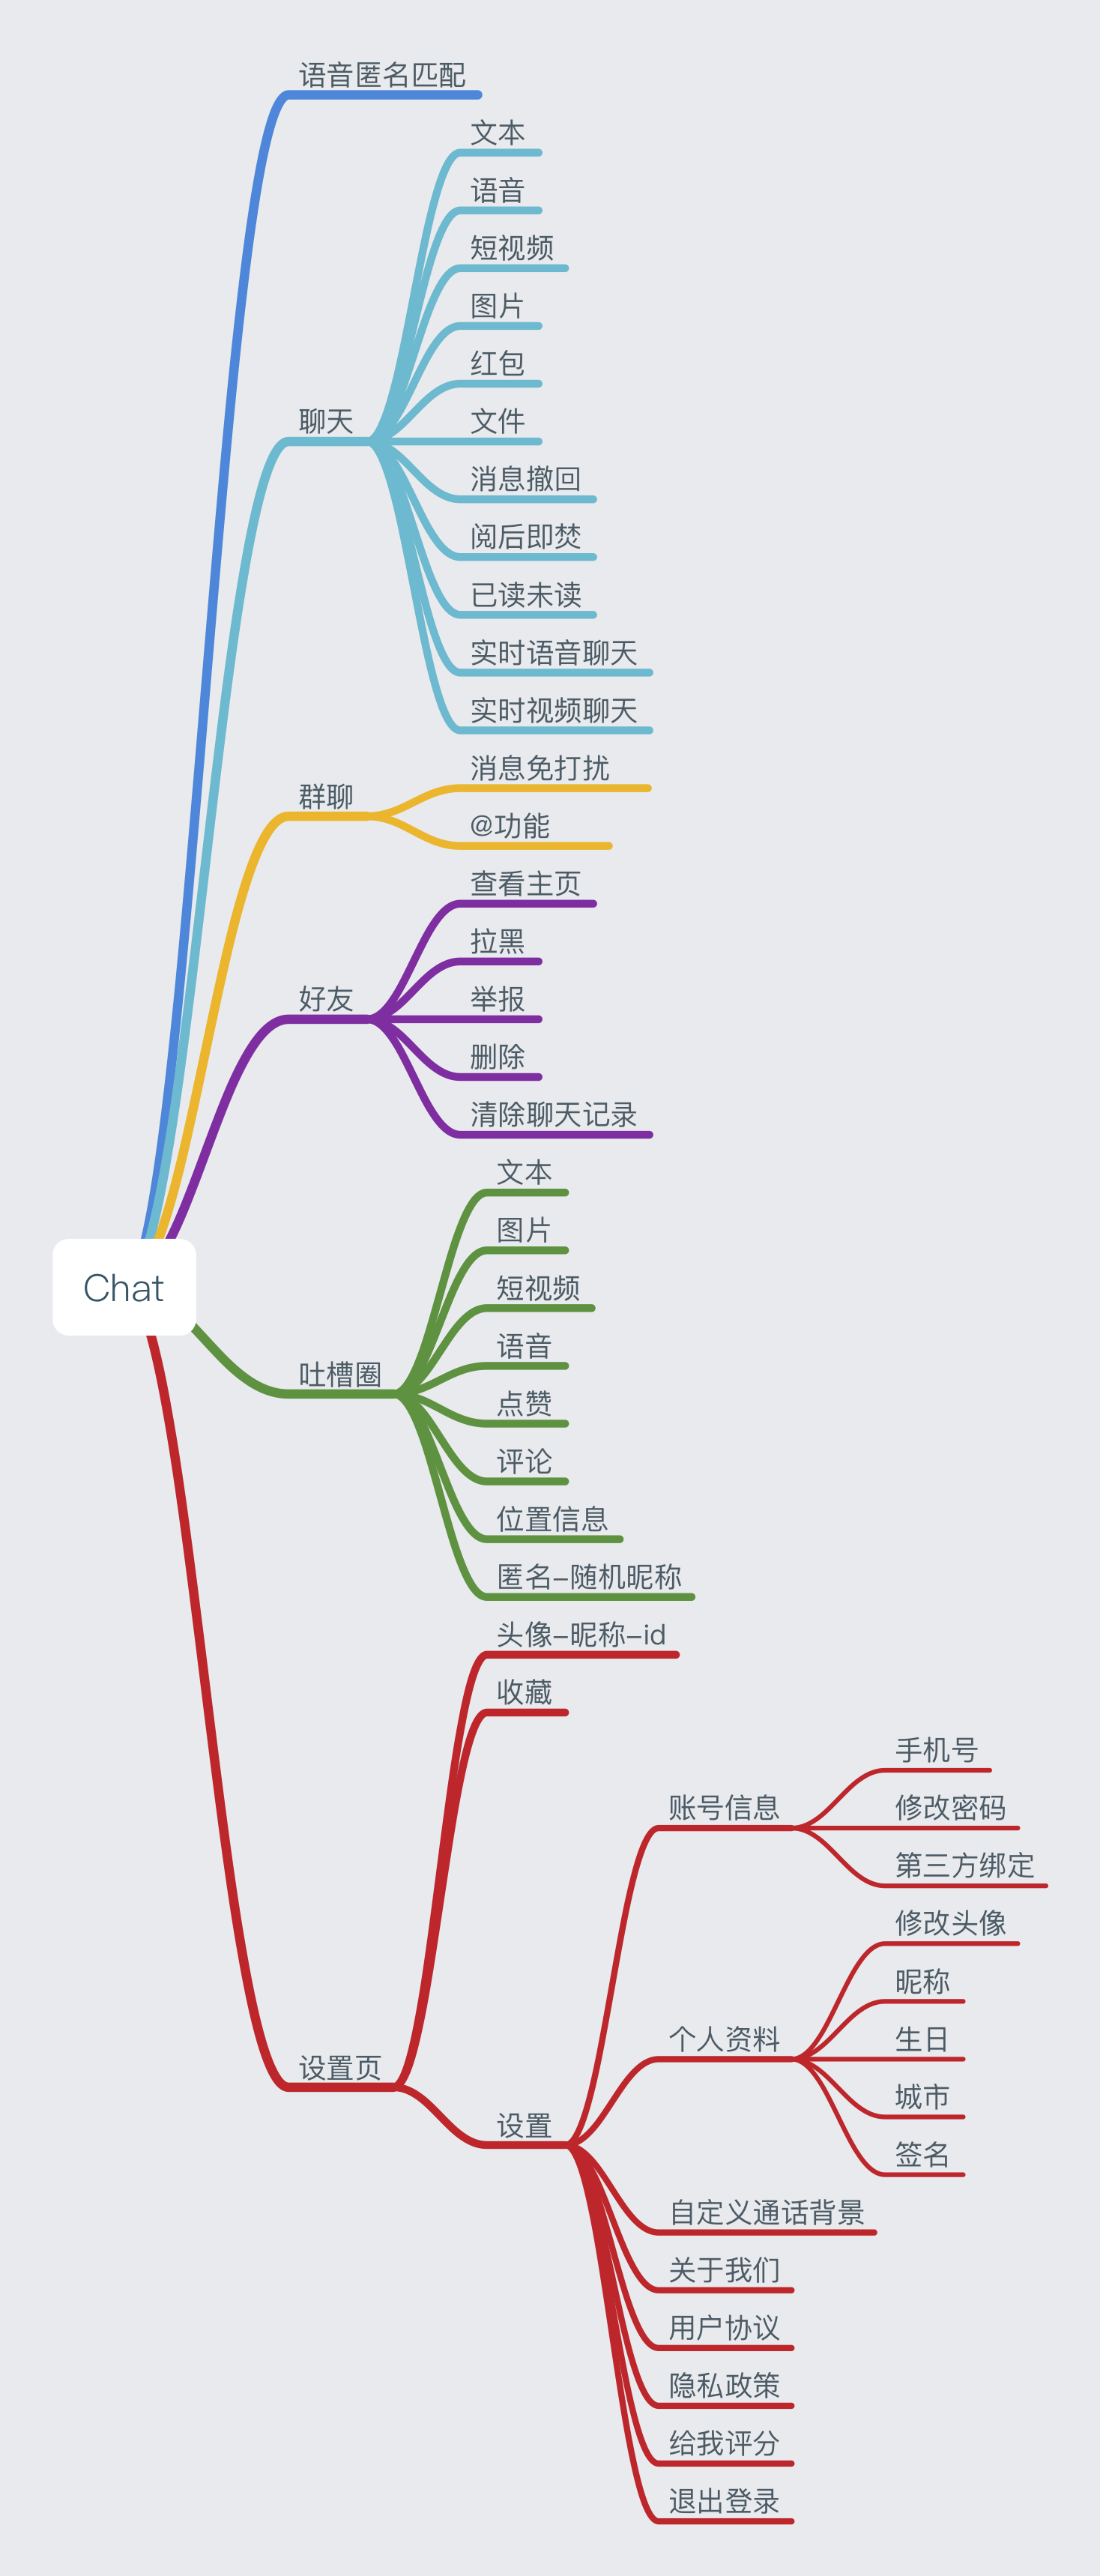 语音匿名匹配
文本
语音
短视频
图片
红包
聊天
文件
消息撤回
阅后即焚
已读未读
实时语音聊天
实时视频聊天
消息免打扰
群聊
@功能
查看主页
拉黑
好友
举报
删除
清除聊天记录
文本
图片
Chat
短视频
语音
吐槽圈
点赞
评论
位置信息
匿名-随机昵称
头像-昵称-id
收藏
手机号
账号信息
修改密码
第三方绑定
修改头像
昵称
个人资料
生日
设置页
城市
设置
签名
自定义通话背景
关于我们
用户协议
隐私政策
给我评分
退出登录